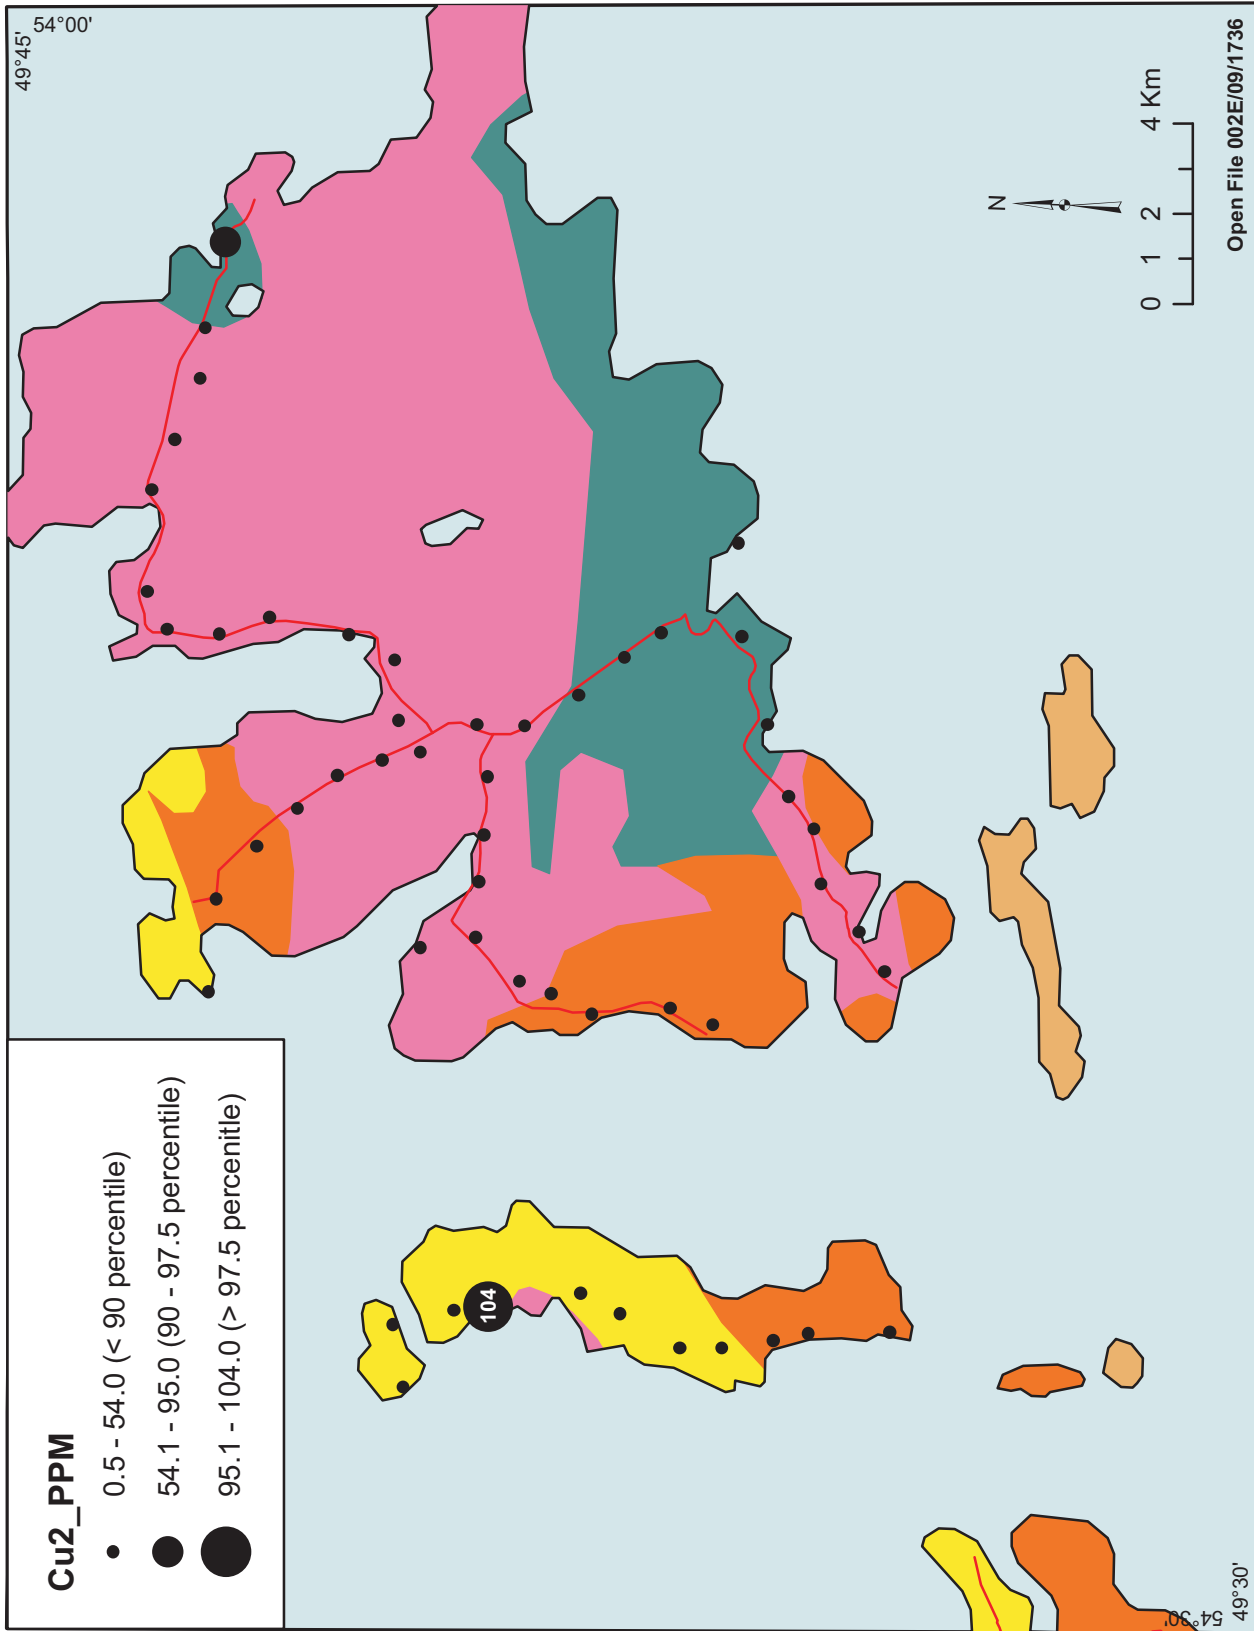 Cu2_PPM
0.5 - 54.0 (< 90 percentile)
54.1 - 95.0 (90 - 97.5 percentile)
95.1 - 104.0 (> 97.5 percenitle)
49°45'
54°00'
104
N
0 1 2 4 Km
Open File 002E/09/1736
54°30'
49°30'